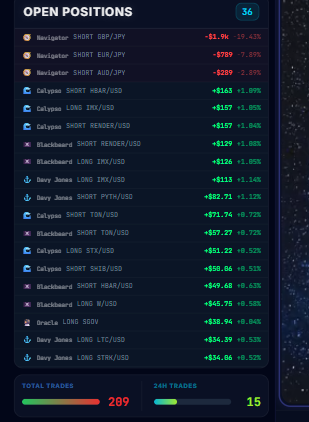 OPEN POSITIONS 36
Navigator SHORT GBP/JPY -$1.9k -19.43%
Navigator SHORT EUR/JPY -$789 -7.89%
Navigator SHORT AUD/JPY -$289 -2.89%
Calypso SHORT HBAR/USD +$163 +1.09%
Calypso LONG IMX/USD +$157 +1.05%
Calypso SHORT RENDER/USD +$157 +1.04%
Blackbeard SHORT RENDER/USD +$129 +1.08%
Blackbeard LONG IMX/USD +$126 +1.05%
Davy Jones LONG IMX/USD +$113 +1.14%
Davy Jones SHORT PYTH/USD +$82.71 +1.12%
Calypso SHORT TON/USD +$71.74 +0.72%
Blackbeard SHORT TON/USD +$57.27 +0.72%
Calypso LONG STX/USD +$51.22 +0.52%
Calypso SHORT SHIB/USD +$50.06 +0.51%
Blackbeard SHORT HBAR/USD +$49.68 +0.63%
Blackbeard LONG W/USD +$45.75 +0.58%
Oracle LONG SGOV +$38.94 +0.04%
Davy Jones LONG LTC/USD +$34.39 +0.53%
Davy Jones LONG STRK/USD +$34.06 +0.52%
TOTAL TRADES
209
24H TRADES
15